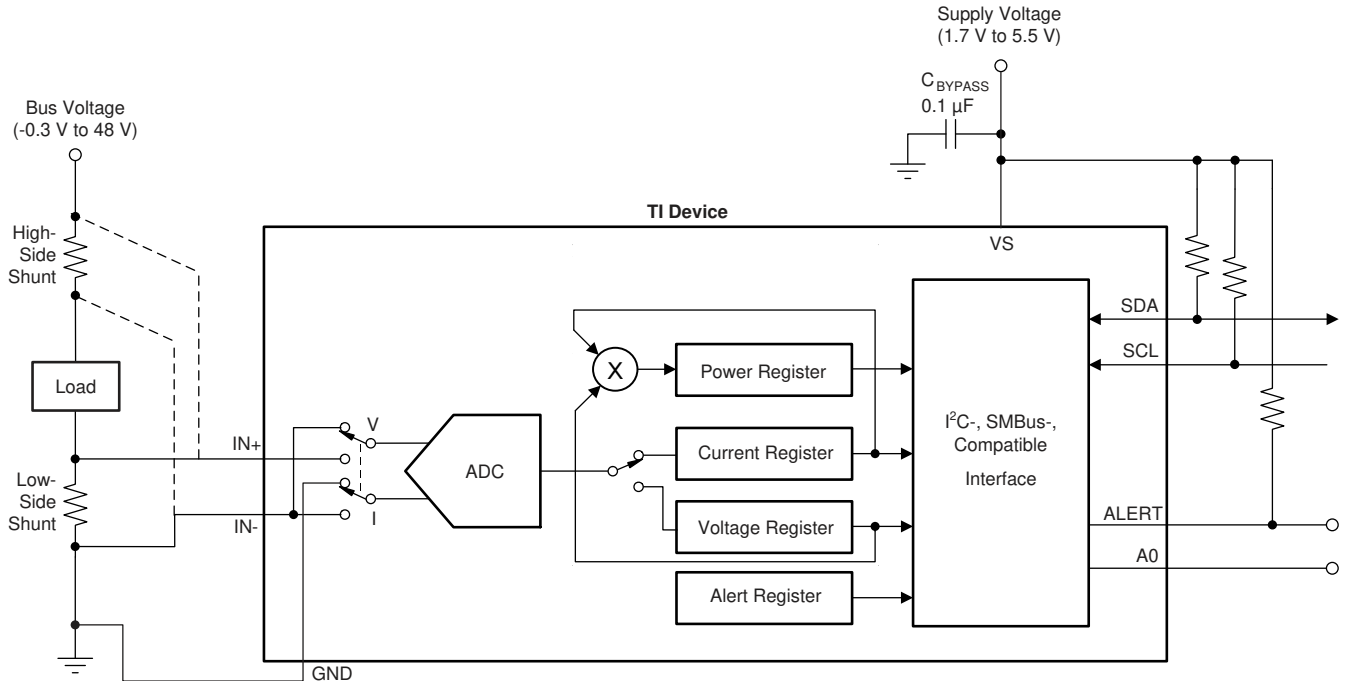 Supply Voltage
(1.7 V to 5.5 V)
C_BYPASS
0.1 µF
Bus Voltage
(-0.3 V to 48 V)
TI Device
VS
High-
Side
Shunt
SDA
SCL
X
Power Register
Load
I²C-, SMBus-,
Compatible
Interface
V
IN+
ADC
Current Register
Low-
Side
Shunt
IN-
I
Voltage Register
ALERT
A0
Alert Register
GND